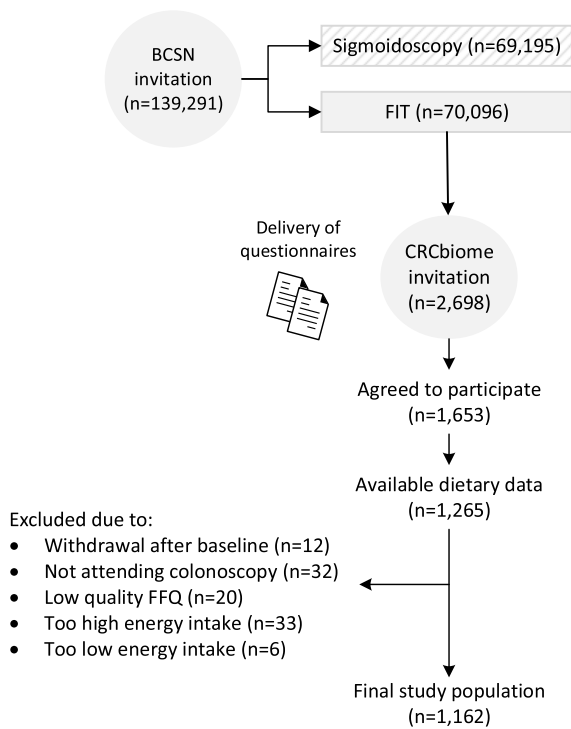 BCSN
invitation
(n=139,291)
Sigmoidoscopy (n=69,195)
FIT (n=70,096)
Delivery of
questionnaires
CRCbiome
invitation
(n=2,698)
Agreed to participate
(n=1,653)
Available dietary data
(n=1,265)
Excluded due to:
• Withdrawal after baseline (n=12)
• Not attending colonoscopy (n=32)
• Low quality FFQ (n=20)
• Too high energy intake (n=33)
• Too low energy intake (n=6)
Final study population
(n=1,162)